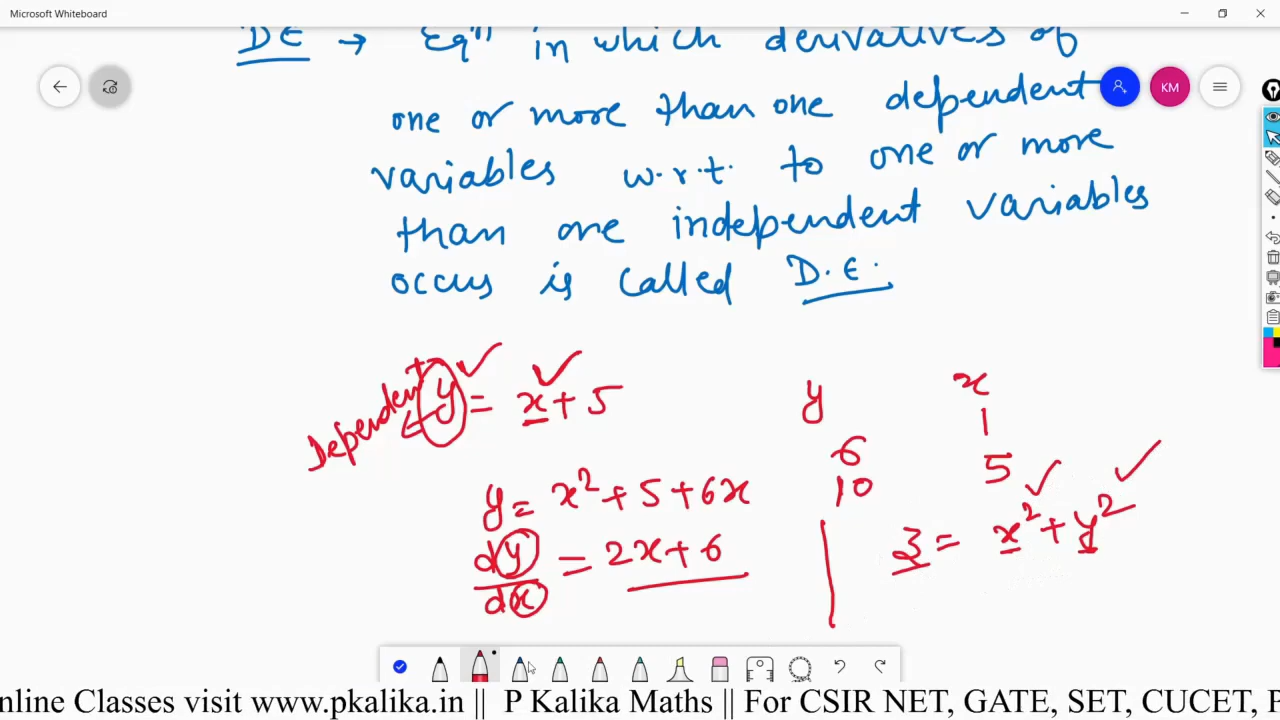 Microsoft Whiteboard
DE → Eqⁿ in which derivatives of
one or more than one dependent
variables w.r.t. to one or more
than one independent variables
occus is called D.E.
KM
Dependent
y = x + 5
y x
6 1
10 5
y = x² + 5 + 6x
dy/dx = 2x + 6
z = x² + y²
nline Classes visit www.pkalika.in || P Kalika Maths || For CSIR NET, GATE, SET, CUCET, P